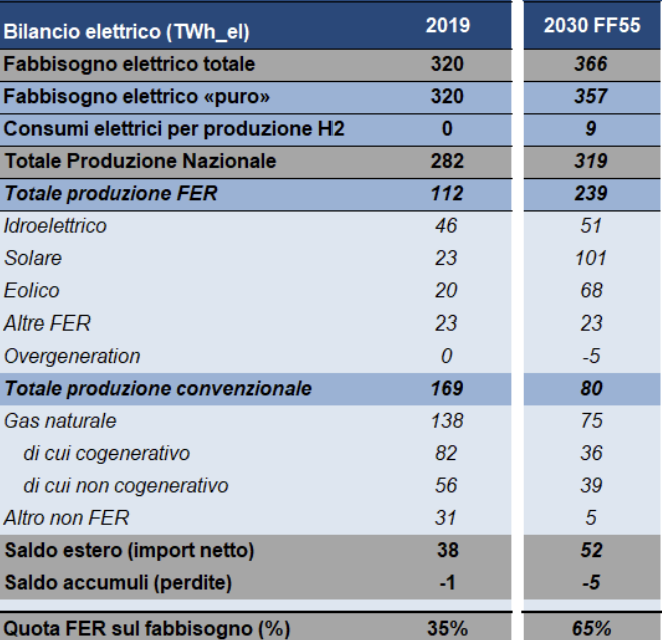 Bilancio elettrico (TWh_el) 2019 2030 FF55
Fabbisogno elettrico totale 320 366
Fabbisogno elettrico «puro» 320 357
Consumi elettrici per produzione H2 0 9
Totale Produzione Nazionale 282 319
Totale produzione FER 112 239
Idroelettrico 46 51
Solare 23 101
Eolico 20 68
Altre FER 23 23
Overgeneration 0 -5
Totale produzione convenzionale 169 80
Gas naturale 138 75
di cui cogenerativo 82 36
di cui non cogenerativo 56 39
Altro non FER 31 5
Saldo estero (import netto) 38 52
Saldo accumuli (perdite) -1 -5
Quota FER sul fabbisogno (%) 35% 65%